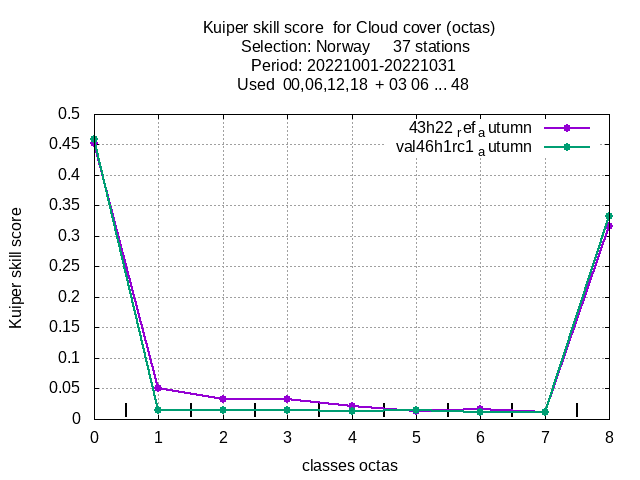 Kuiper skill score  for Cloud cover (octas)
Selection: Norway     37 stations
Period: 20221001-20221031
Used  00,06,12,18  + 03 06 ... 48
43h22_ref_autumn
val46h1rc1_autumn
0.5
0.45
0.4
0.35
0.3
0.25
0.2
0.15
0.1
0.05
0
Kuiper skill score
0 1 2 3 4 5 6 7 8
classes octas